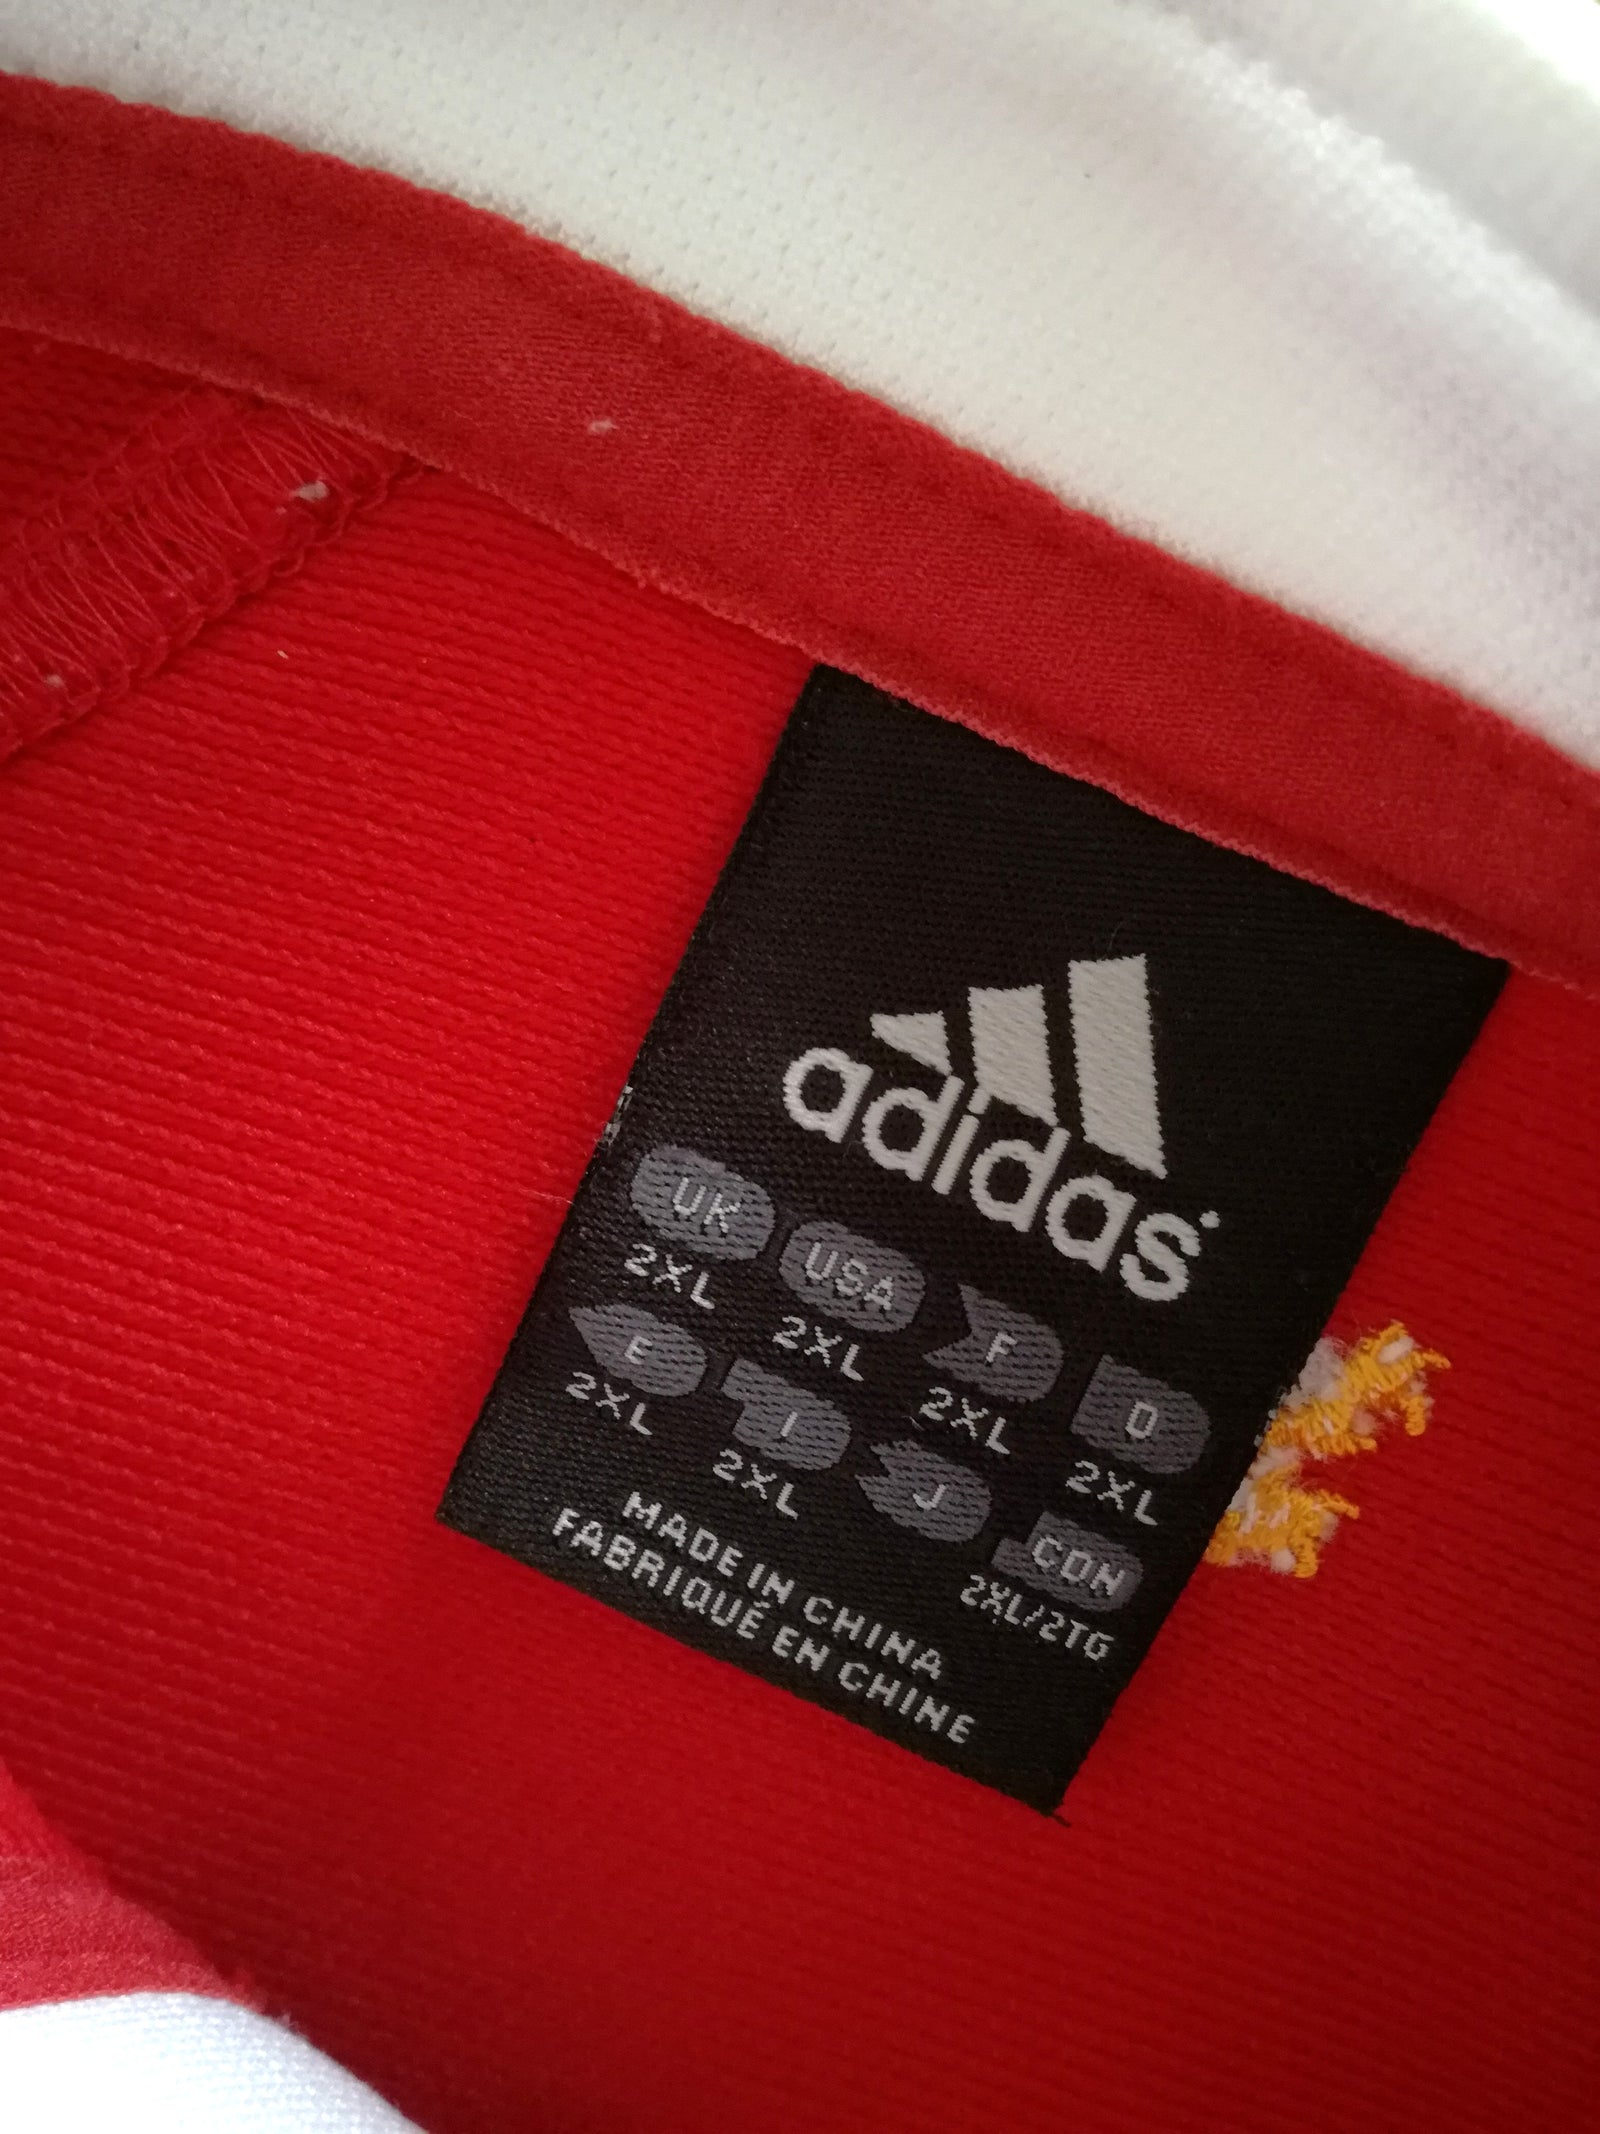 adidas
UK USA F D
2XL 2XL 2XL 2XL
E I J CDN
2XL 2XL 2XL/2TG
MADE IN CHINA
FABRIQUÉ EN CHINE